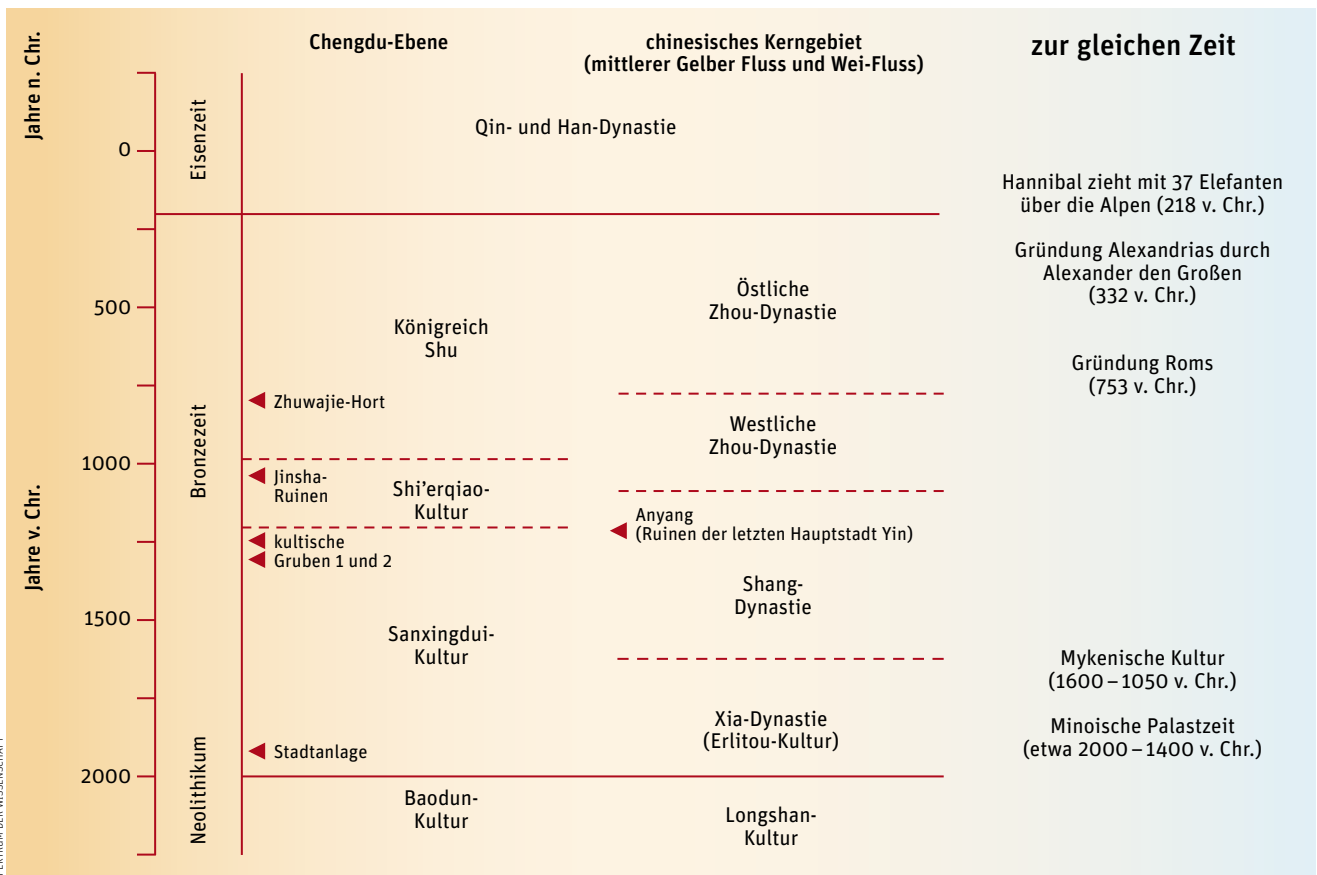 Chengdu-Ebene
chinesisches Kerngebiet
(mittlerer Gelber Fluss und Wei-Fluss)
zur gleichen Zeit
Jahre n. Chr.
Jahre v. Chr.
0
500
1000
1500
2000
Eisenzeit
Bronzezeit
Neolithikum
Qin- und Han-Dynastie
Königreich
Shu
Zhuwajie-Hort
Jinsha-
Ruinen
Shi'erqiao-
Kultur
kultische
Gruben 1 und 2
Sanxingdui-
Kultur
Stadtanlage
Baodun-
Kultur
Östliche
Zhou-Dynastie
Westliche
Zhou-Dynastie
Anyang
(Ruinen der letzten Hauptstadt Yin)
Shang-
Dynastie
Xia-Dynastie
(Erlitou-Kultur)
Longshan-
Kultur
Hannibal zieht mit 37 Elefanten
über die Alpen (218 v. Chr.)
Gründung Alexandrias durch
Alexander den Großen
(332 v. Chr.)
Gründung Roms
(753 v. Chr.)
Mykenische Kultur
(1600–1050 v. Chr.)
Minoische Palastzeit
(etwa 2000–1400 v. Chr.)
DER WISSENSCHAFT